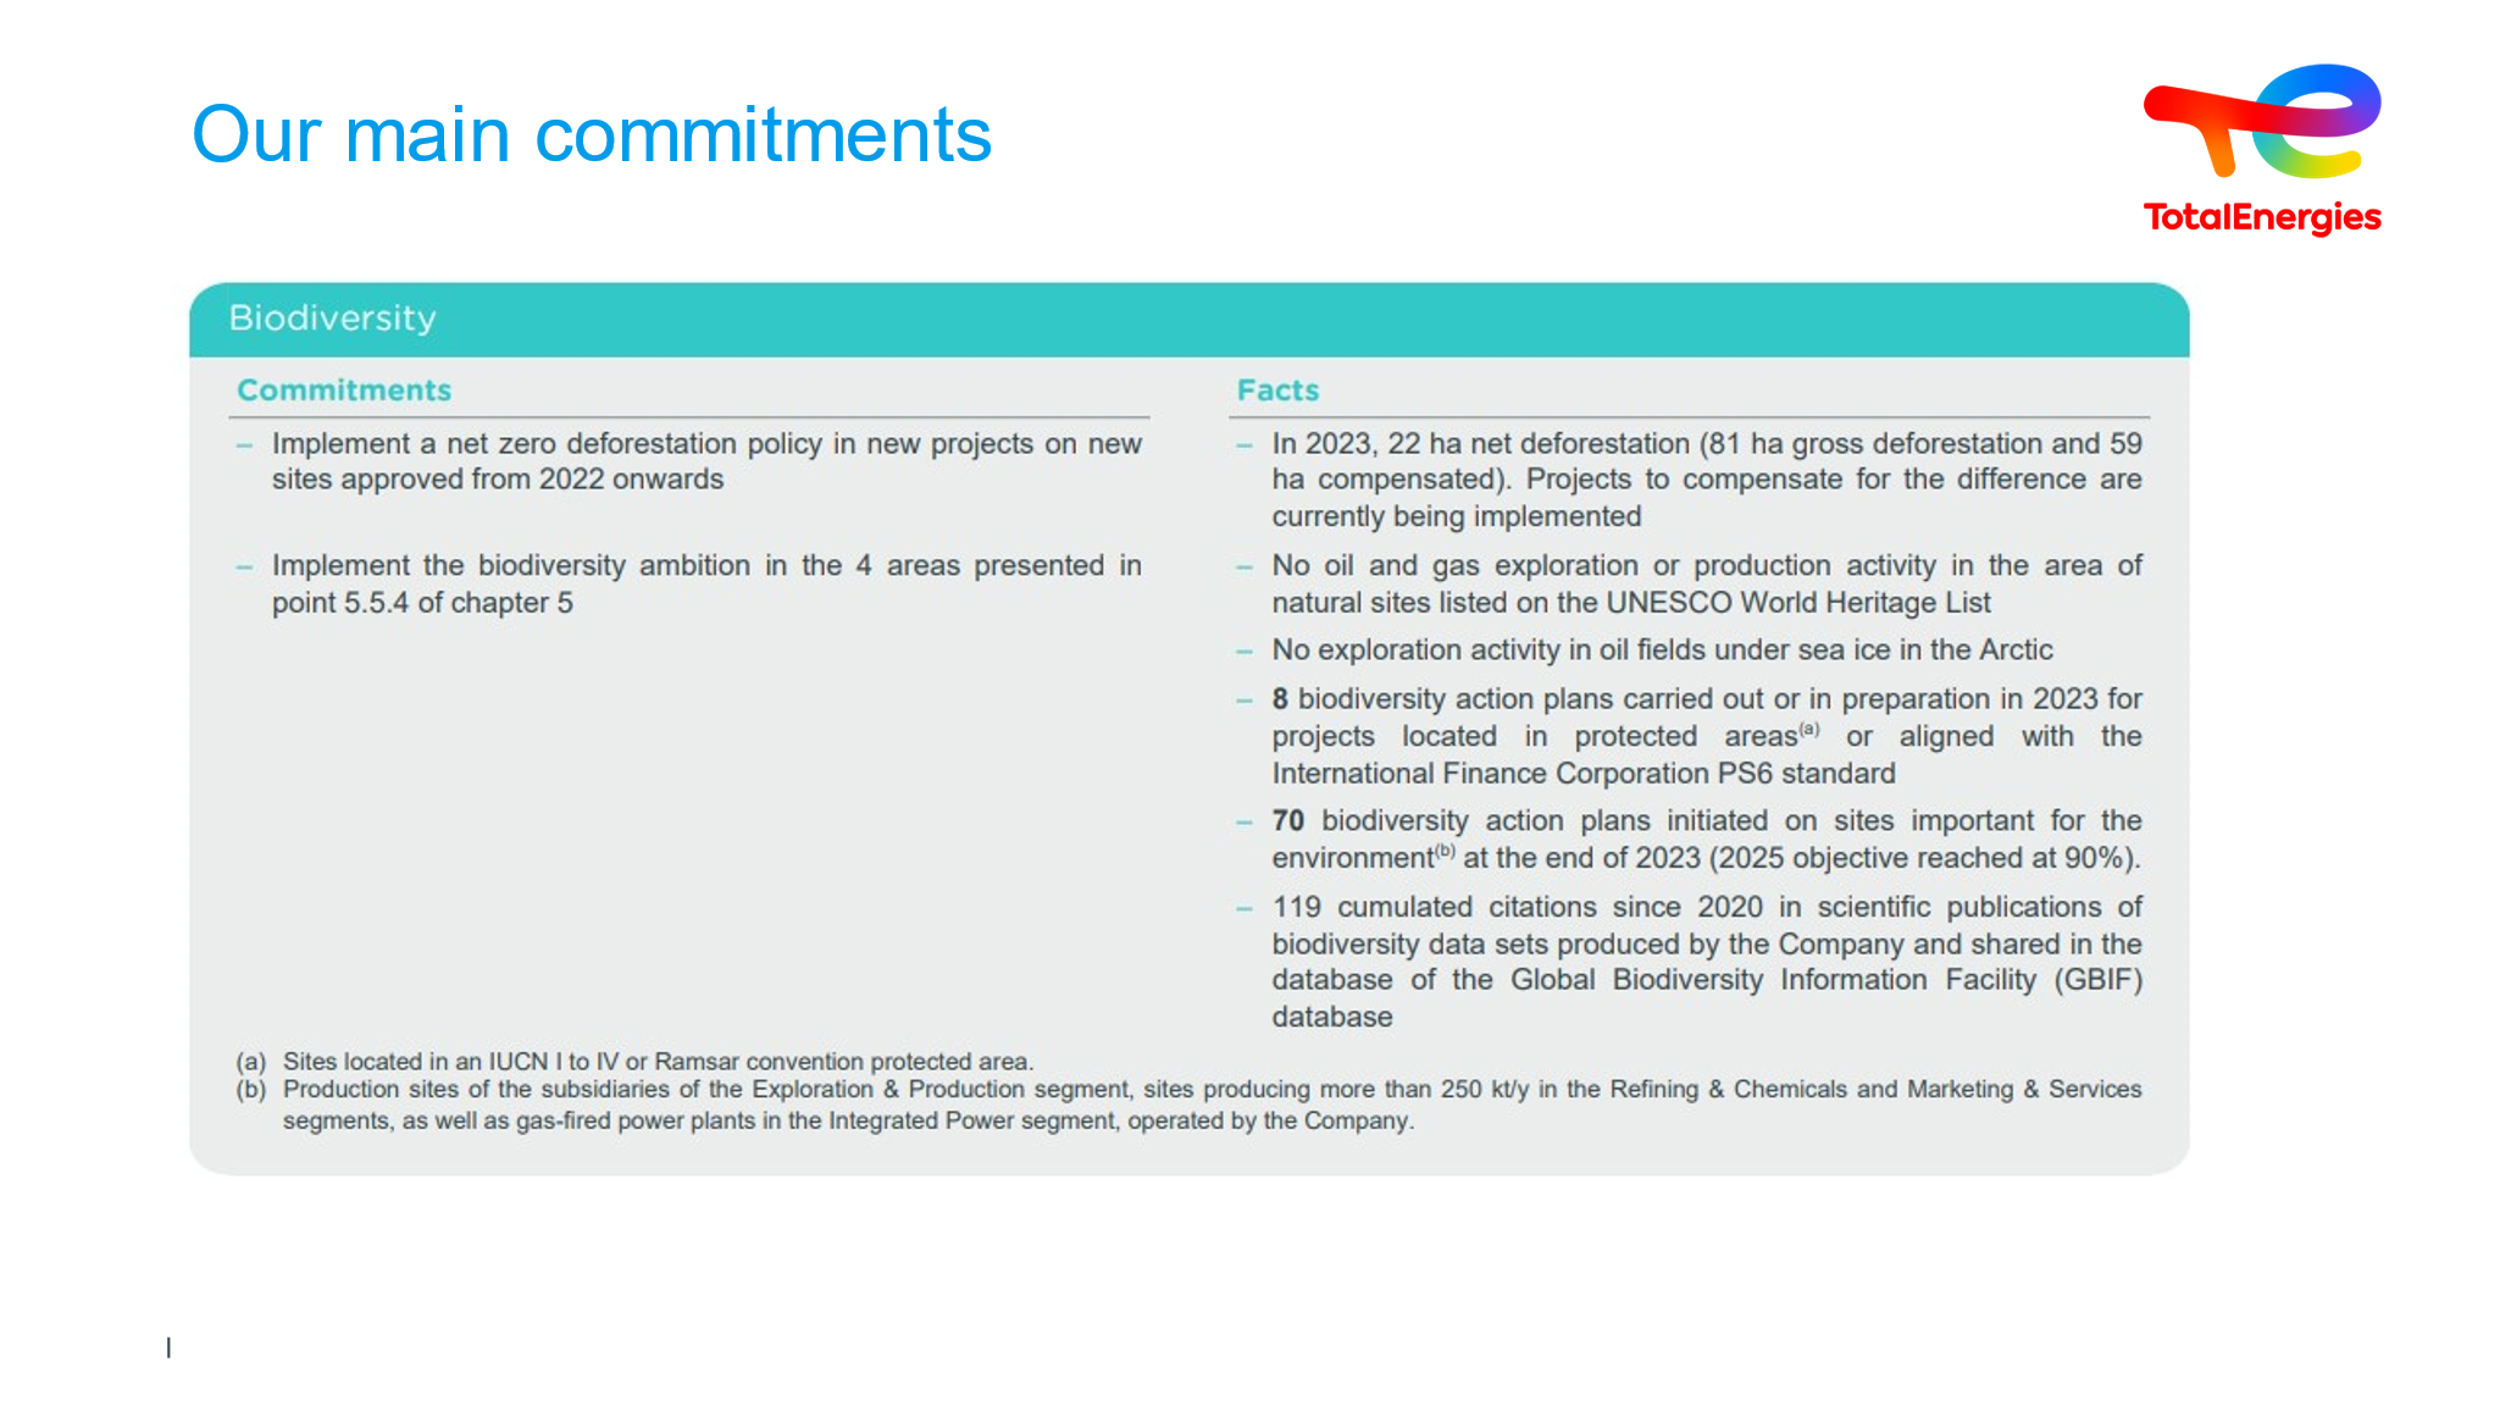 Our main commitments
TotalEnergies
Biodiversity
Commitments
– Implement a net zero deforestation policy in new projects on new
sites approved from 2022 onwards
– Implement the biodiversity ambition in the 4 areas presented in
point 5.5.4 of chapter 5
Facts
– In 2023, 22 ha net deforestation (81 ha gross deforestation and 59
ha compensated). Projects to compensate for the difference are
currently being implemented
– No oil and gas exploration or production activity in the area of
natural sites listed on the UNESCO World Heritage List
– No exploration activity in oil fields under sea ice in the Arctic
– 8 biodiversity action plans carried out or in preparation in 2023 for
projects located in protected areas(a) or aligned with the
International Finance Corporation PS6 standard
– 70 biodiversity action plans initiated on sites important for the
environment(b) at the end of 2023 (2025 objective reached at 90%).
– 119 cumulated citations since 2020 in scientific publications of
biodiversity data sets produced by the Company and shared in the
database of the Global Biodiversity Information Facility (GBIF)
database
(a) Sites located in an IUCN I to IV or Ramsar convention protected area.
(b) Production sites of the subsidiaries of the Exploration & Production segment, sites producing more than 250 kt/y in the Refining & Chemicals and Marketing & Services
segments, as well as gas-fired power plants in the Integrated Power segment, operated by the Company.
|